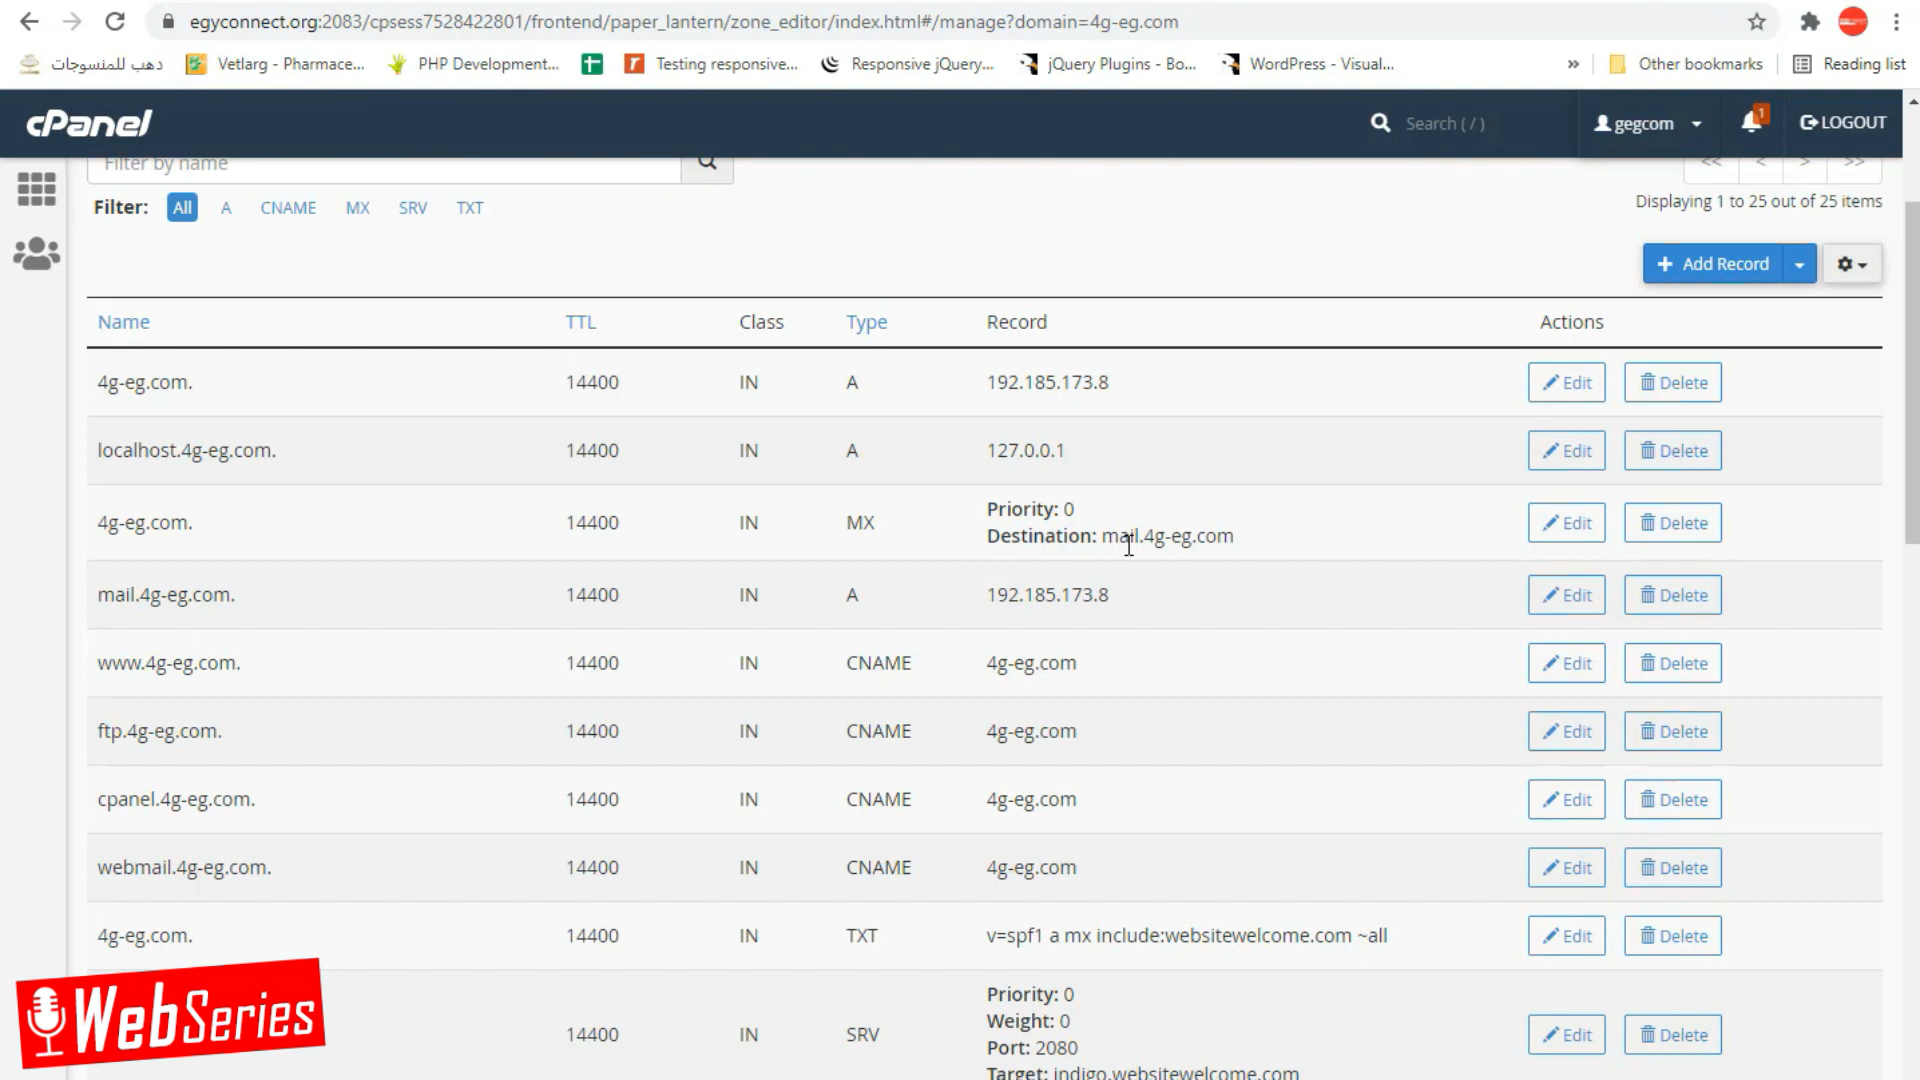 egyconnect.org:2083/cpsess7528422801/frontend/paper_lantern/zone_editor/index.html#/manage?domain=4g-eg.com
دهب للمنسوجات
Vetlarg - Pharmace...
PHP Development...
Testing responsive...
Responsive jQuery...
jQuery Plugins - Bo...
WordPress - Visual...
»
Other bookmarks
Reading list
cPanel
Search ( / )
gegcom
1
LOGOUT
Filter by name
<< < > >>
Filter: All A CNAME MX SRV TXT
Displaying 1 to 25 out of 25 items
+ Add Record
Name TTL Class Type Record Actions
4g-eg.com. 14400 IN A 192.185.173.8 Edit Delete
localhost.4g-eg.com. 14400 IN A 127.0.0.1 Edit Delete
4g-eg.com. 14400 IN MX Priority: 0
Destination: mail.4g-eg.com Edit Delete
mail.4g-eg.com. 14400 IN A 192.185.173.8 Edit Delete
www.4g-eg.com. 14400 IN CNAME 4g-eg.com Edit Delete
ftp.4g-eg.com. 14400 IN CNAME 4g-eg.com Edit Delete
cpanel.4g-eg.com. 14400 IN CNAME 4g-eg.com Edit Delete
webmail.4g-eg.com. 14400 IN CNAME 4g-eg.com Edit Delete
4g-eg.com. 14400 IN TXT v=spf1 a mx include:websitewelcome.com ~all Edit Delete
14400 IN SRV Priority: 0
Weight: 0
Port: 2080
Target: indigo.websitewelcome.com
Edit Delete
WebSeries